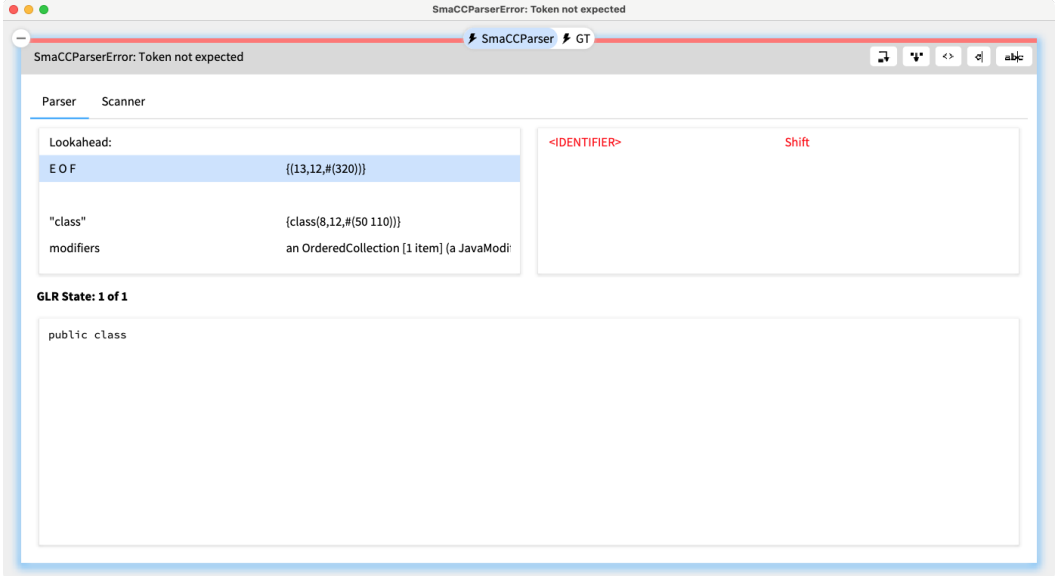 SmaCCParserError: Token not expected
SmaCCParser GT
SmaCCParserError: Token not expected
<> ab|c
Parser Scanner
Lookahead:
E O F {(13,12,#(320))}
"class" {class(8,12,#(50 110))}
modifiers an OrderedCollection [1 item] (a JavaModi
<IDENTIFIER> Shift
GLR State: 1 of 1
public class